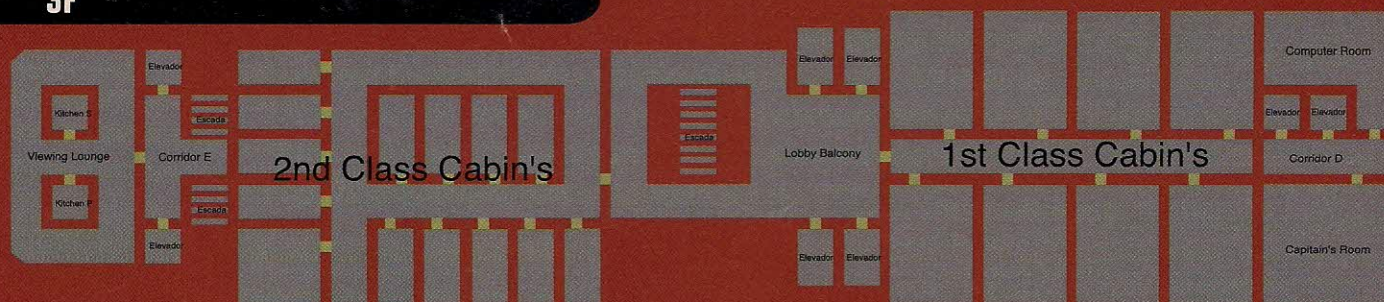 3F
Elevador
Kitchen S
Escada
Viewing Lounge
Corridor E
Kitchen P
Escada
Elevador
2nd Class Cabin's
Elevador
Elevador
Escada
Lobby Balcony
Elevador
Elevador
1st Class Cabin's
Computer Room
Elevador
Elevador
Corridor D
Capitain's Room